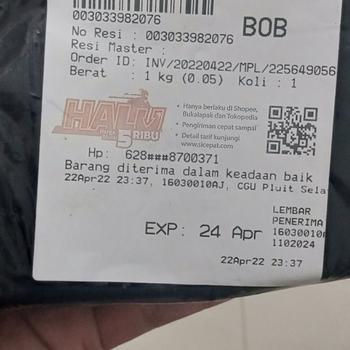 003033982076
BOB
No Resi : 003033982076
Resi Master :
Order ID: INV/20220422/MPL/225649056
Berat : 1 kg (0.05) Koli : 1
HALU
5 RIBU
• Hanya berlaku di Shopee,
Bukalapak dan Tokopedia
• Pengiriman cepat sampai
• Detail tarif kunjungi
www.sicepat.com
Hp: 628###8700371
Barang diterima dalam keadaan baik
22Apr22 23:37, 16030010AJ, CGU Pluit Sela
LEMBAR
PENERIMA
EXP: 24 Apr
16030010
1102024
22Apr22 23:37